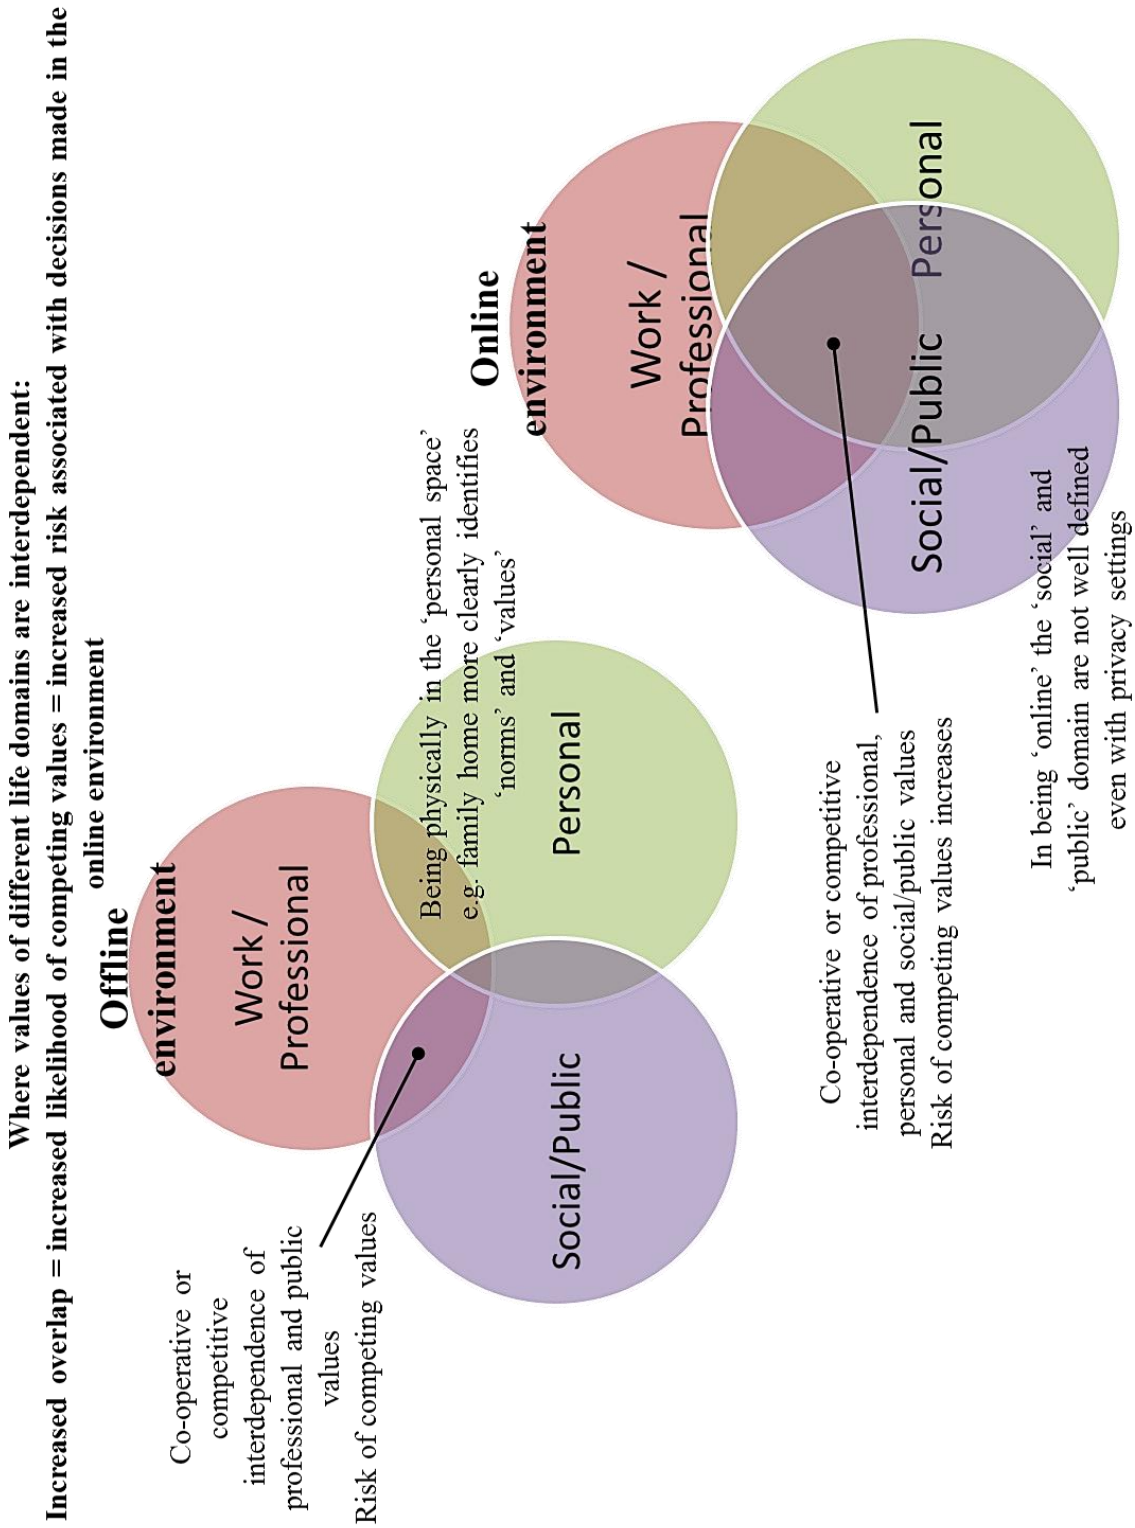 Where values of different life domains are interdependent:
Increased overlap = increased likelihood of competing values = increased risk associated with decisions made in the
online environment
Offline
environment
Work /
Professional
Social/Public
Personal
Co-operative or
competitive
interdependence of
professional and public
values
Risk of competing values
Being physically in the ‘personal space’
e.g. family home more clearly identifies
‘norms’ and ‘values’
Online
environment
Work /
Professional
Social/Public
Personal
Co-operative or competitive
interdependence of professional,
personal and social/public values
Risk of competing values increases
In being ‘online’ the ‘social’ and
‘public’ domain are not well defined
even with privacy settings